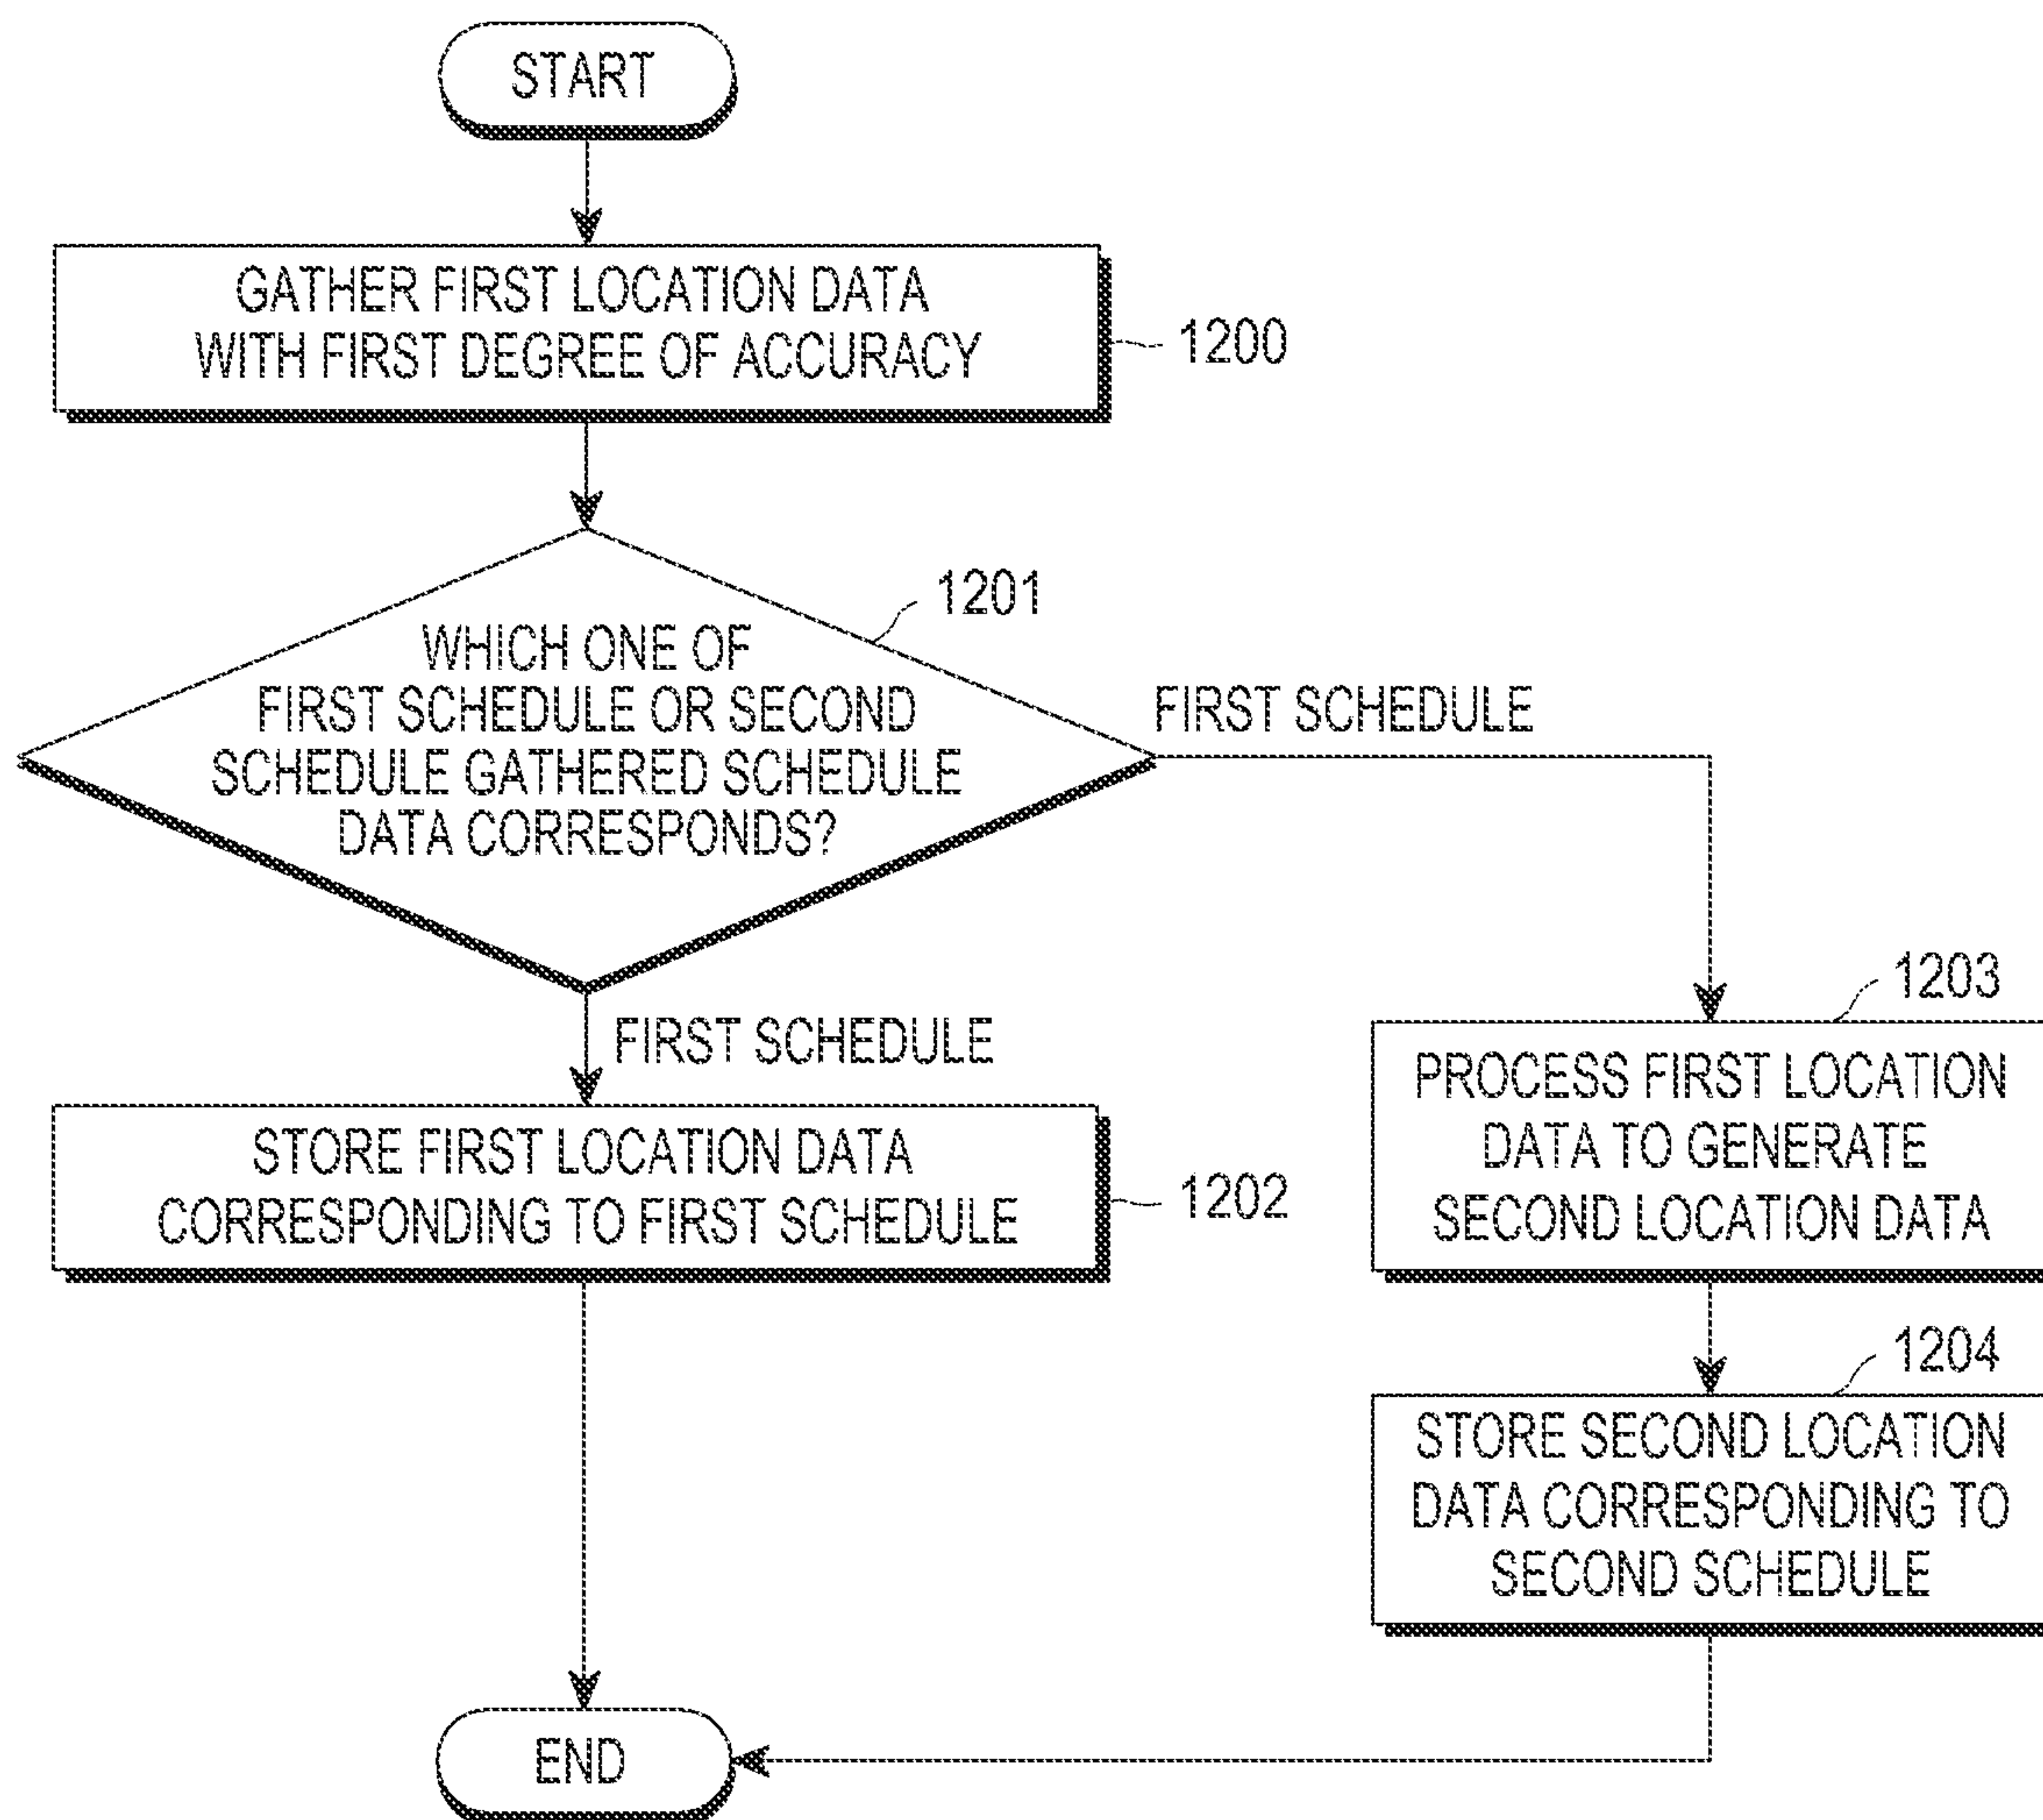 START
GATHER FIRST LOCATION DATA
WITH FIRST DEGREE OF ACCURACY
1200
1201
WHICH ONE OF
FIRST SCHEDULE OR SECOND
SCHEDULE GATHERED SCHEDULE
DATA CORRESPONDS?
FIRST SCHEDULE
FIRST SCHEDULE
STORE FIRST LOCATION DATA
CORRESPONDING TO FIRST SCHEDULE
1202
1203
PROCESS FIRST LOCATION
DATA TO GENERATE
SECOND LOCATION DATA
1204
STORE SECOND LOCATION
DATA CORRESPONDING TO
SECOND SCHEDULE
END